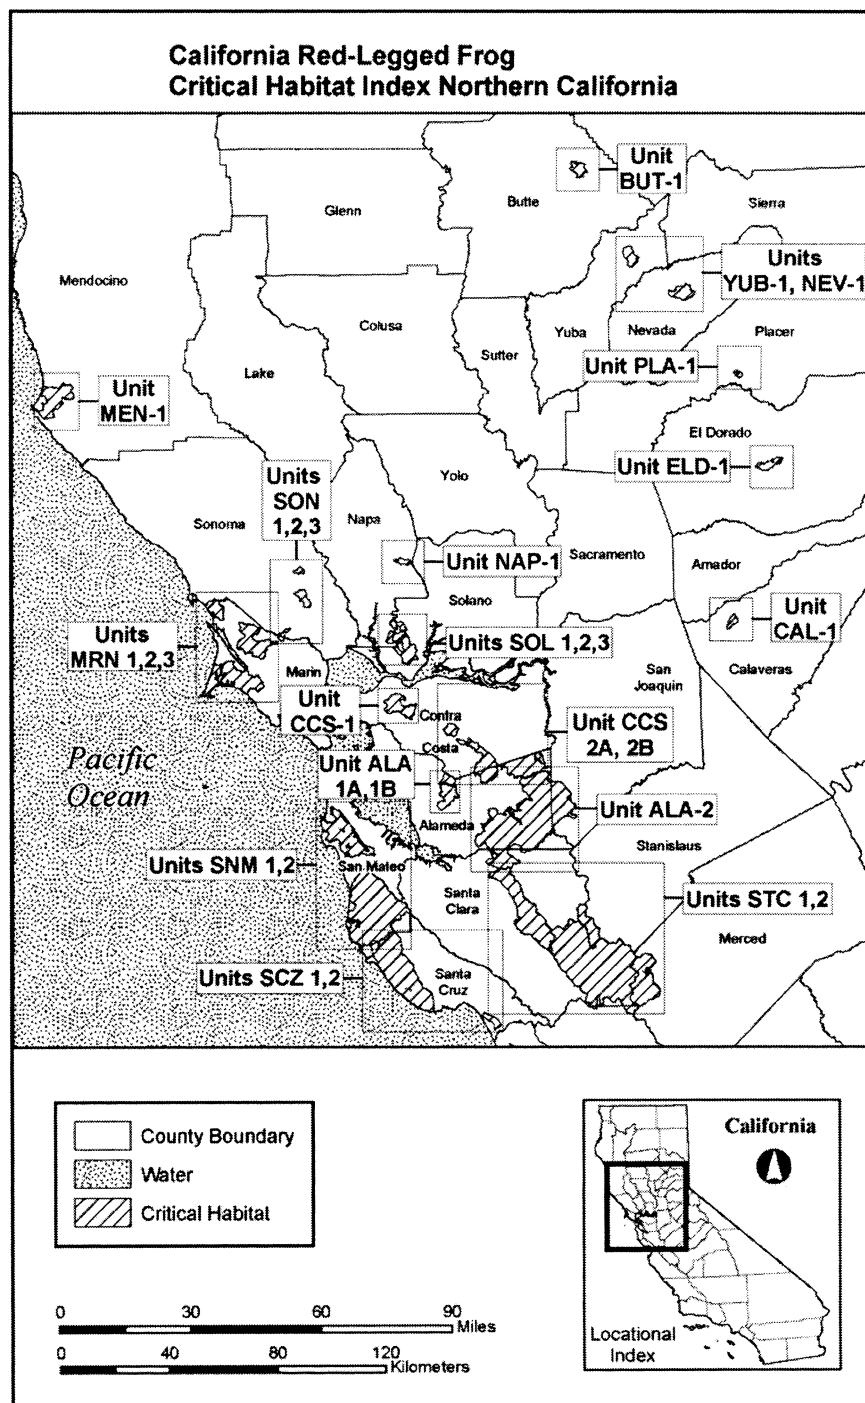 California Red-Legged Frog
Critical Habitat Index Northern California
Unit
BUT-1
Butte
Sierra
Glenn
Mendocino
Units
YUB-1, NEV-1
Colusa
Yuba
Nevada
Placer
Sutter
Lake
Unit PLA-1
Unit
MEN-1
El Dorado
Unit ELD-1
Units
SON
1,2,3
Yolo
Sonoma
Napa
Unit NAP-1
Sacramento
Amador
Solano
Unit
CAL-1
Units
MRN 1,2,3
Units SOL 1,2,3
Marin
San
Joaquin
Calaveras
Unit
CCS-1
Contra
Costa
Unit CCS
2A, 2B
Pacific
Ocean
Unit ALA
1A,1B
Alameda
Unit ALA-2
Stanislaus
Units SNM 1,2
San Mateo
Santa
Clara
Units STC 1,2
Merced
Units SCZ 1,2
Santa
Cruz
County Boundary
Water
Critical Habitat
California
Locational
Index
0 30 60 90
Miles
0 40 80 120
Kilometers